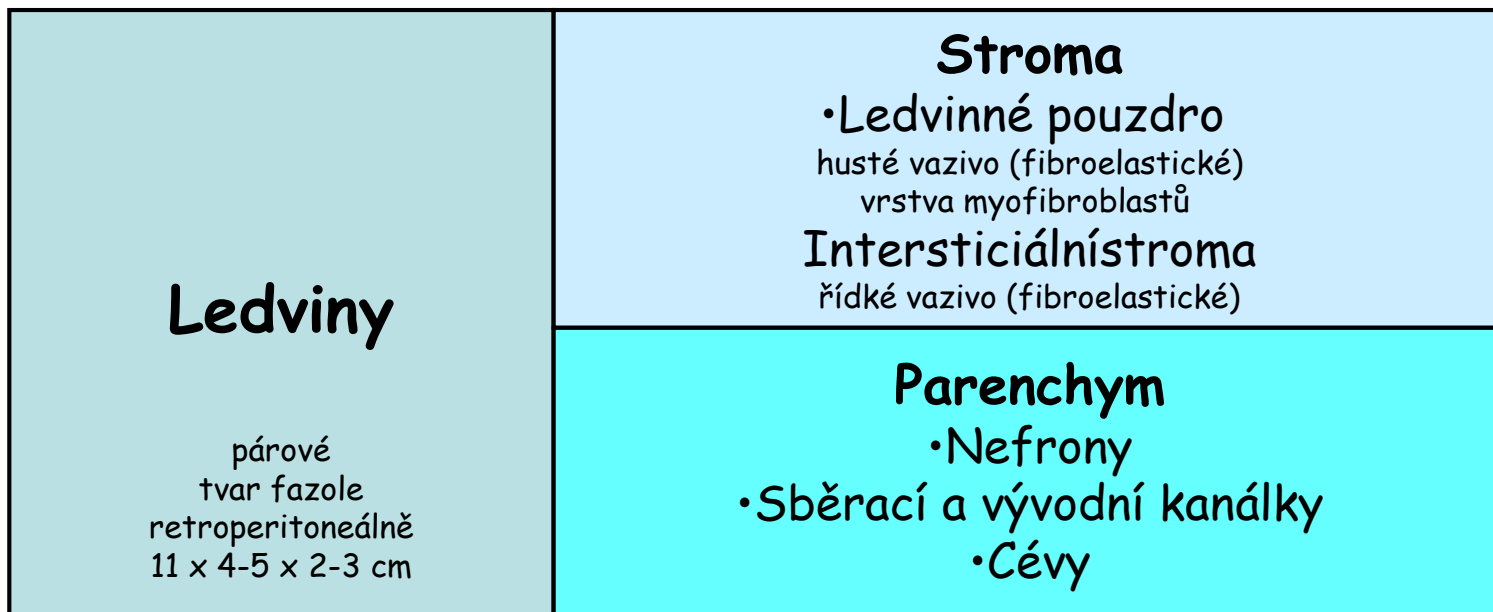 Ledviny
párové
tvar fazole
retroperitoneálně
11 x 4-5 x 2-3 cm
Stroma
•Ledvinné pouzdro
husté vazivo (fibroelastické)
vrstva myofibroblastů
Intersticiálnístroma
řídké vazivo (fibroelastické)
Parenchym
•Nefrony
•Sběrací a vývodní kanálky
•Cévy